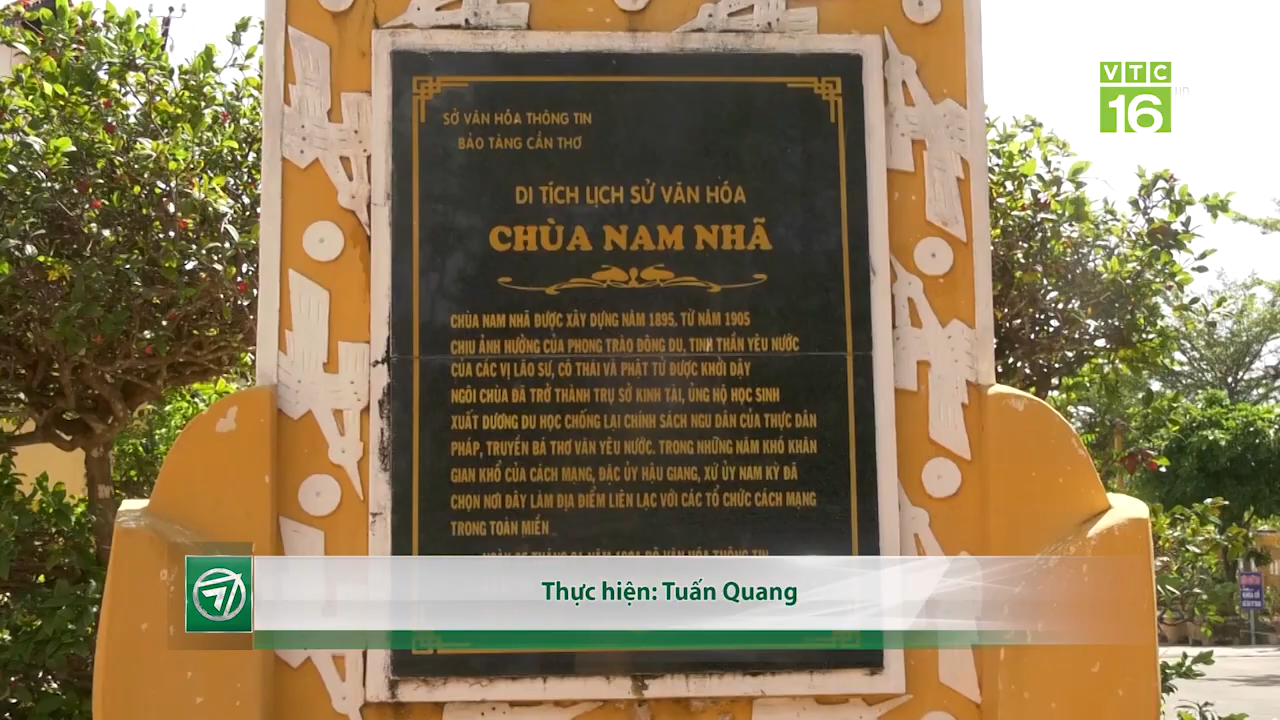 VTC
16
SỞ VĂN HÓA THÔNG TIN
BẢO TÀNG CẦN THƠ
DI TÍCH LỊCH SỬ VĂN HÓA
CHÙA NAM NHÃ
CHÙA NAM NHÃ ĐƯỢC XÂY DỰNG NĂM 1895. TỪ NĂM 1905
CHỊU ẢNH HƯỞNG CỦA PHONG TRÀO ĐÔNG DU, TINH THẦN YÊU NƯỚC
CỦA CÁC VỊ LÃO SƯ, CÔ THÁI VÀ PHẬT TỬ ĐƯỢC KHƠI DẬY
NGÔI CHÙA ĐÃ TRỞ THÀNH TRỤ SỞ KINH TÀI, ỦNG HỘ HỌC SINH
XUẤT DƯƠNG DU HỌC CHỐNG LẠI CHÍNH SÁCH NGU DÂN CỦA THỰC DÂN
PHÁP, TRUYỀN BÁ THƠ VĂN YÊU NƯỚC. TRONG NHỮNG NĂM KHÓ KHĂN
GIAN KHỔ CỦA CÁCH MẠNG, ĐẶC ỦY HẬU GIANG, XỨ ỦY NAM KỲ ĐÃ
CHỌN NƠI ĐÂY LÀM ĐỊA ĐIỂM LIÊN LẠC VỚI CÁC TỔ CHỨC CÁCH MẠNG
TRONG TOÀN MIỀN
Thực hiện: Tuấn Quang